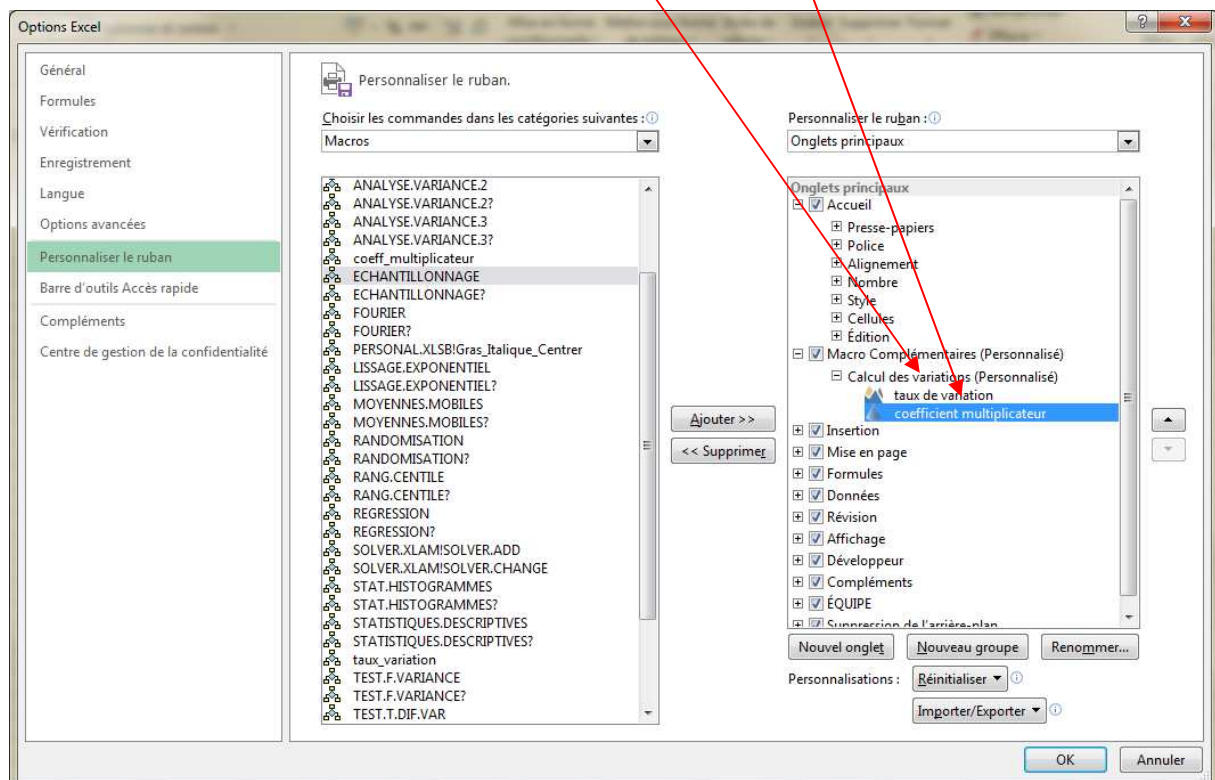 Options Excel
Général
Formules
Vérification
Enregistrement
Langue
Options avancées
Personnaliser le ruban
Barre d'outils Accès rapide
Compléments
Centre de gestion de la confidentialité
Personnaliser le ruban.
Choisir les commandes dans les catégories suivantes :
Macros
ANALYSE.VARIANCE.2
ANALYSE.VARIANCE.2?
ANALYSE.VARIANCE.3
ANALYSE.VARIANCE.3?
coeff_multiplicateur
ECHANTILLONNAGE
ECHANTILLONNAGE?
FOURIER
FOURIER?
PERSONAL.XLSB!Gras_Italique_Centrer
LISSAGE.EXPONENTIEL
LISSAGE.EXPONENTIEL?
MOYENNES.MOBILES
MOYENNES.MOBILES?
RANDOMISATION
RANDOMISATION?
RANG.CENTILE
RANG.CENTILE?
REGRESSION
REGRESSION?
SOLVER.XLAM!SOLVER.ADD
SOLVER.XLAM!SOLVER.CHANGE
STAT.HISTOGRAMMES
STAT.HISTOGRAMMES?
STATISTIQUES.DESCRIPTIVES
STATISTIQUES.DESCRIPTIVES?
taux_variation
TEST.F.VARIANCE
TEST.F.VARIANCE?
TEST.T.DIF.VAR
Ajouter >>
<< Supprimer
Personnaliser le ruban :
Onglets principaux
Onglets principaux
Accueil
Presse-papiers
Police
Alignement
Nombre
Style
Cellules
Édition
Macro Complémentaires (Personnalisé)
Calcul des variations (Personnalisé)
taux de variation
coefficient multiplicateur
Insertion
Mise en page
Formules
Données
Révision
Affichage
Développeur
Compléments
ÉQUIPE
Suppression de l'arrière-plan
Nouvel onglet
Nouveau groupe
Renommer...
Personnalisations :
Réinitialiser
Importer/Exporter
OK
Annuler